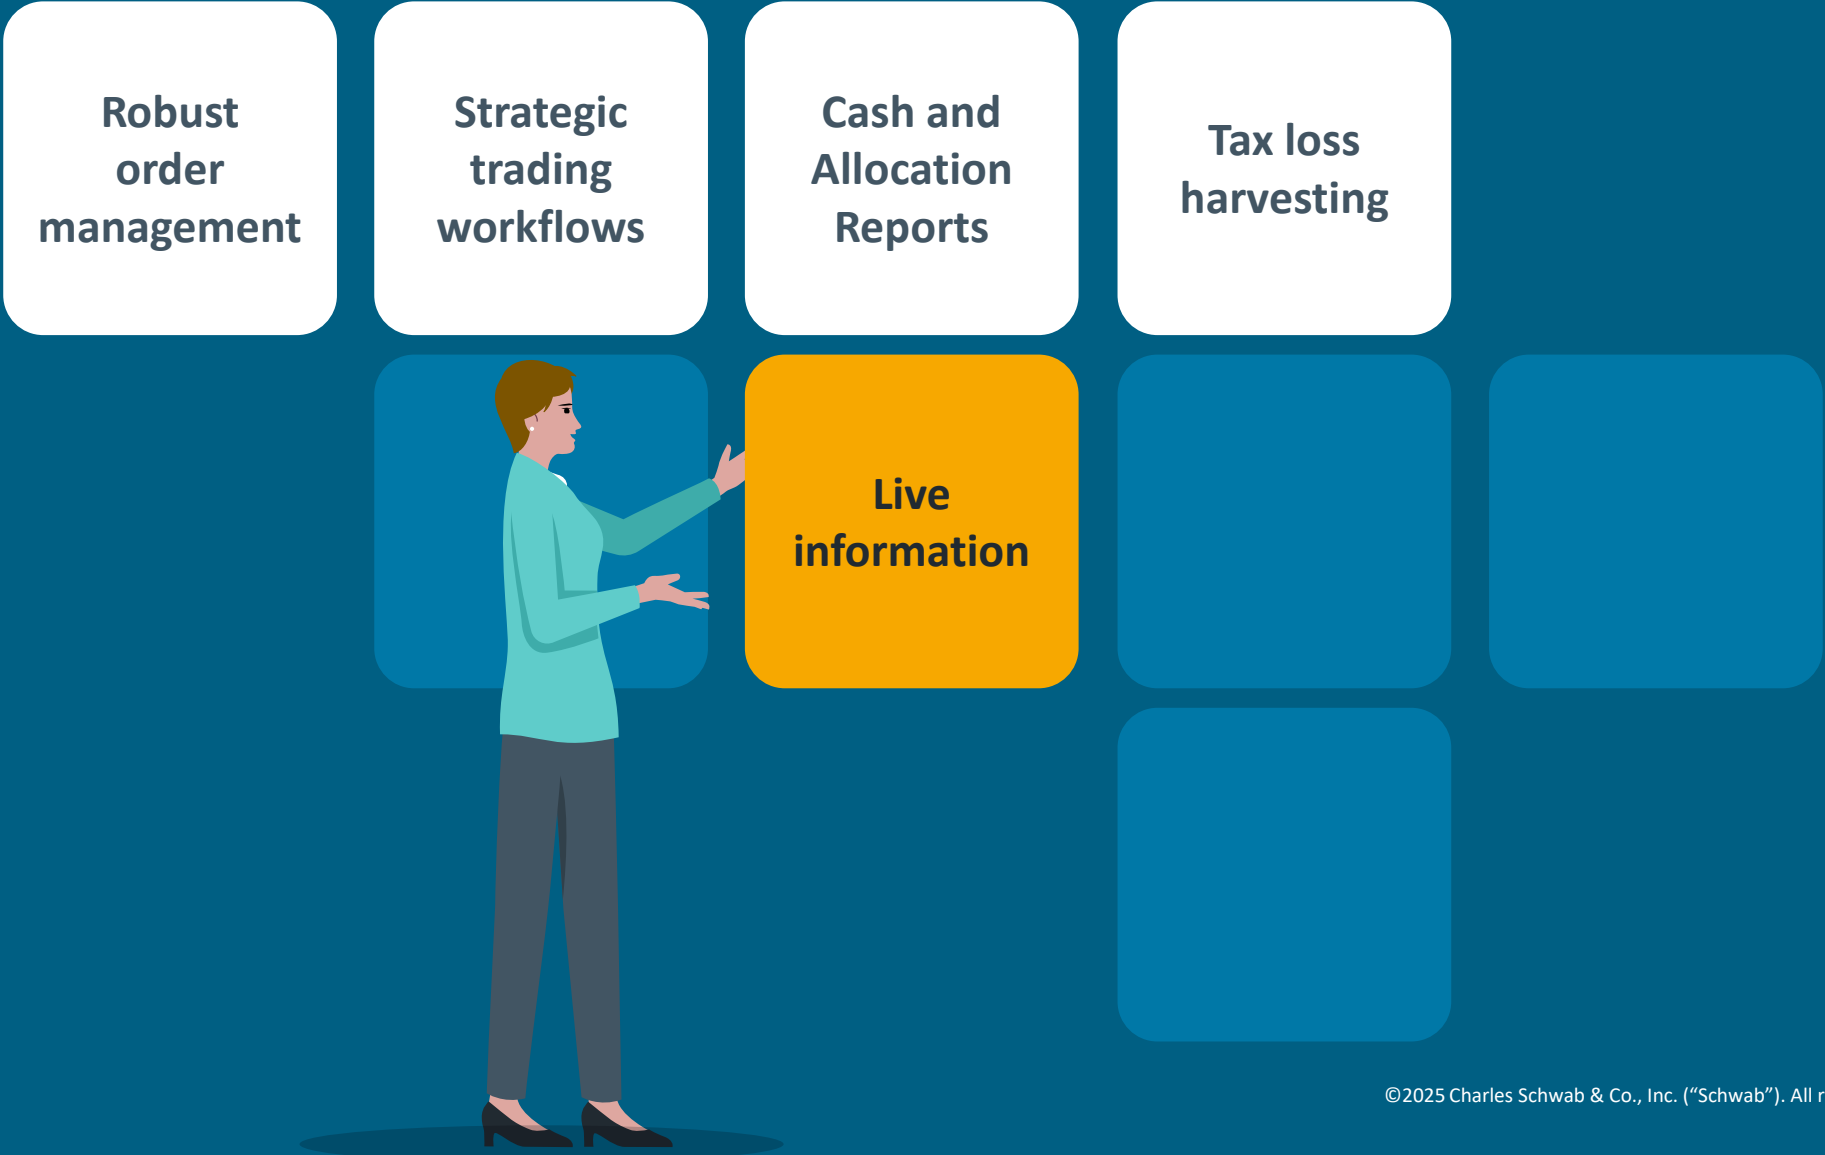 Robust
order
management
Strategic
trading
workflows
Cash and
Allocation
Reports
Tax loss
harvesting
Live
information
©2025 Charles Schwab & Co., Inc. (“Schwab”). All r